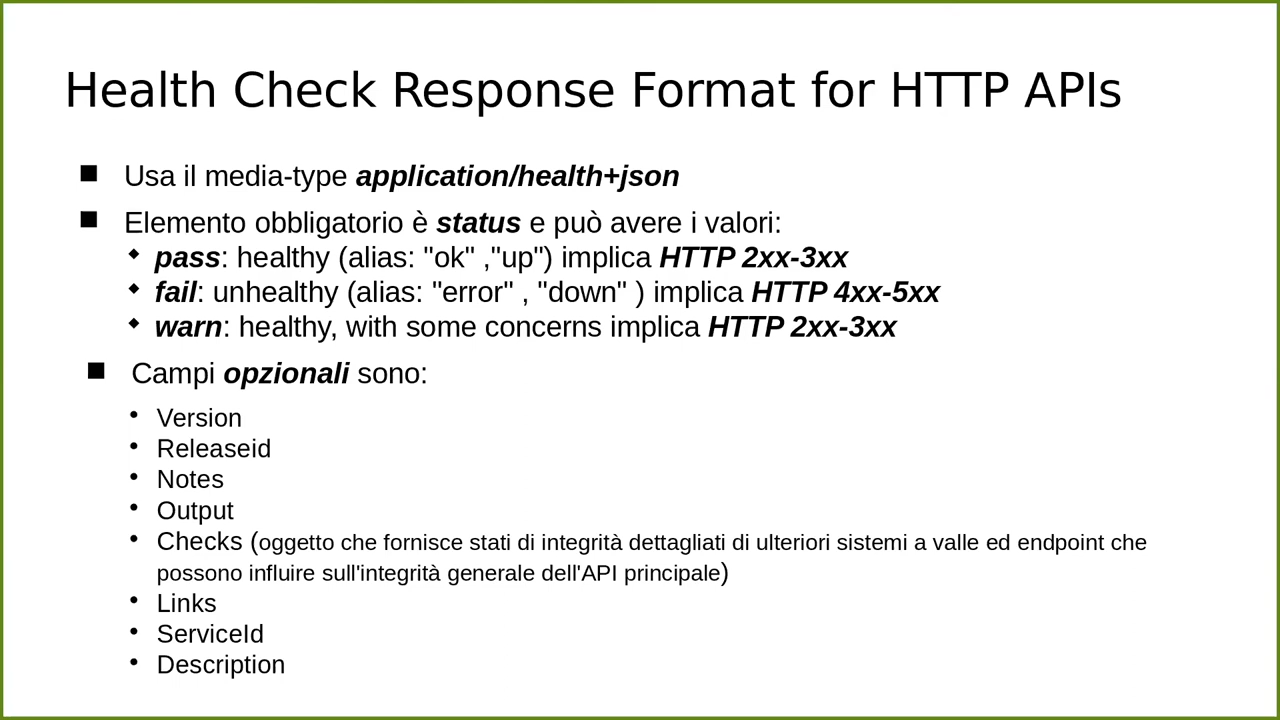 Health Check Response Format for HTTP APIs
■ Usa il media-type application/health+json
■ Elemento obbligatorio è status e può avere i valori:
◆ pass: healthy (alias: "ok" ,"up") implica HTTP 2xx-3xx
◆ fail: unhealthy (alias: "error" , "down" ) implica HTTP 4xx-5xx
◆ warn: healthy, with some concerns implica HTTP 2xx-3xx
■ Campi opzionali sono:
• Version
• Releaseid
• Notes
• Output
• Checks (oggetto che fornisce stati di integrità dettagliati di ulteriori sistemi a valle ed endpoint che
possono influire sull'integrità generale dell'API principale)
• Links
• ServiceId
• Description